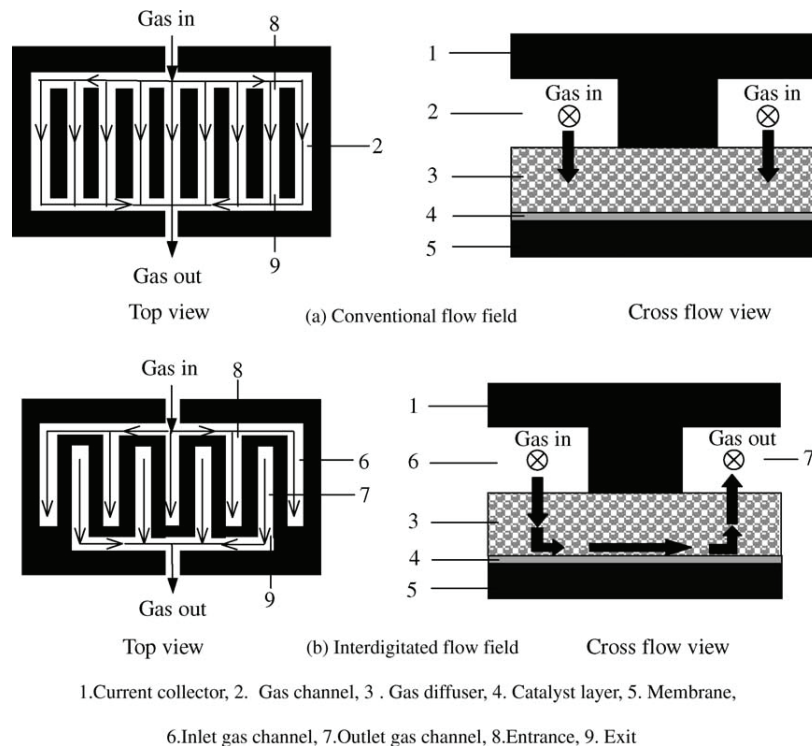 Gas in
8
2
9
Gas out
Top view
1
Gas in
Gas in
2
3
4
5
Cross flow view
(a) Conventional flow field
Gas in
8
6
7
9
Gas out
Top view
1
Gas in
Gas out
6
7
3
4
5
Cross flow view
(b) Interdigitated flow field
1.Current collector, 2. Gas channel, 3 . Gas diffuser, 4. Catalyst layer, 5. Membrane,
6.Inlet gas channel, 7.Outlet gas channel, 8.Entrance, 9. Exit